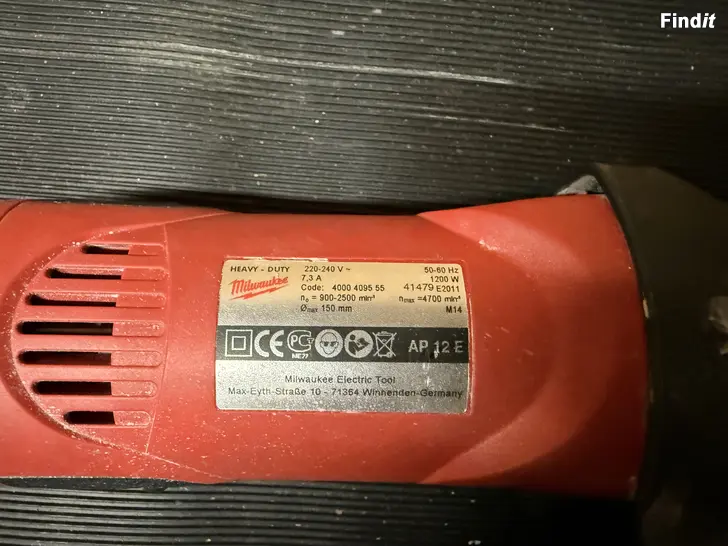 Findit
HEAVY - DUTY 220-240 V ~ 50-60 Hz
Milwaukee 7,3 A 1200 W
Code: 4000 4095 55 41479 E2011
n₀ = 900-2500 min⁻¹ nmax =4700 min⁻¹
Ømax 150 mm M14
CE PG AP 12 E
ME77
Milwaukee Electric Tool
Max-Eyth-Straße 10 - 71364 Winnenden-Germany